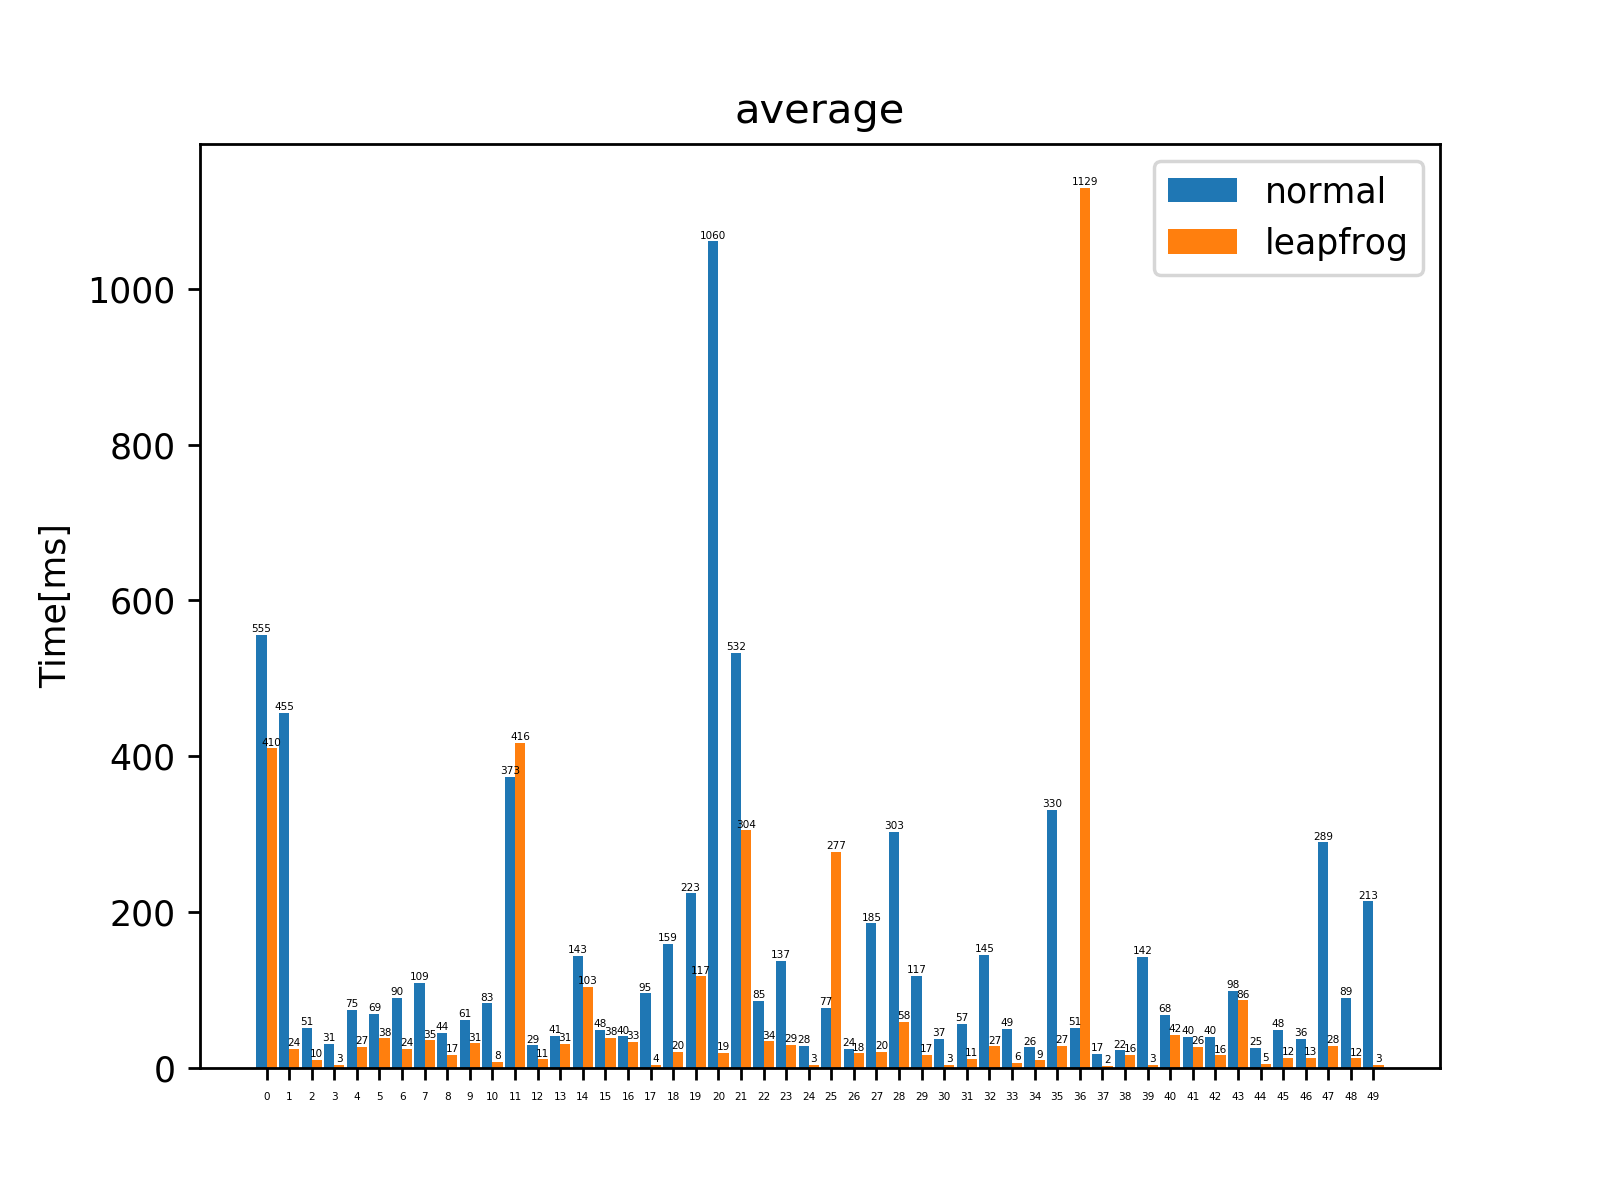 average
normal
leapfrog
Time[ms]
1000
800
600
400
200
0
555 455 51 31 75 69 90 109 44 61 83 373 29 41 143 48 40 95 159 223 1060 532 85 137 28 77 24 185 303 117 37 57 145 49 26 330 51 17 22 142 68 40 40 98 25 48 36 289 89 213
410 24 10 3 27 38 24 35 17 31 8 416 11 31 103 38 33 4 20 117 19 304 34 29 3 277 18 20 58 17 3 11 27 6 9 27 1129 2 16 3 42 26 16 86 5 12 13 28 12 3
0 1 2 3 4 5 6 7 8 9 10 11 12 13 14 15 16 17 18 19 20 21 22 23 24 25 26 27 28 29 30 31 32 33 34 35 36 37 38 39 40 41 42 43 44 45 46 47 48 49